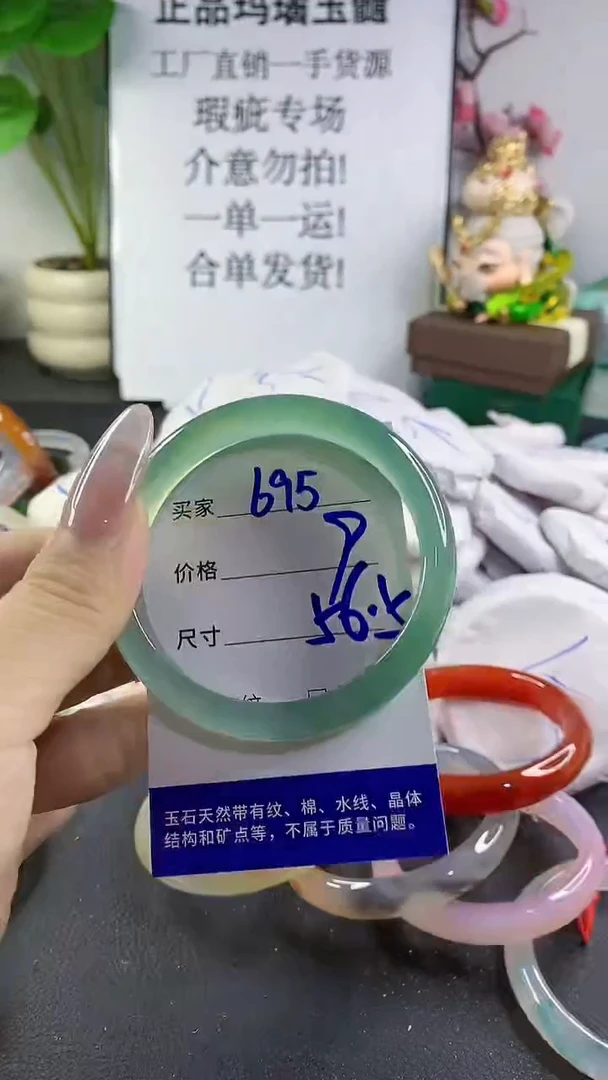 正品玛瑙玉髓
工厂直销一手货源
瑕疵专场
介意勿拍!
一单一运!
合单发货!
买家 695
价格
尺寸 56.5
玉石天然带有纹、棉、水线、晶体
结构和矿点等，不属于质量问题。